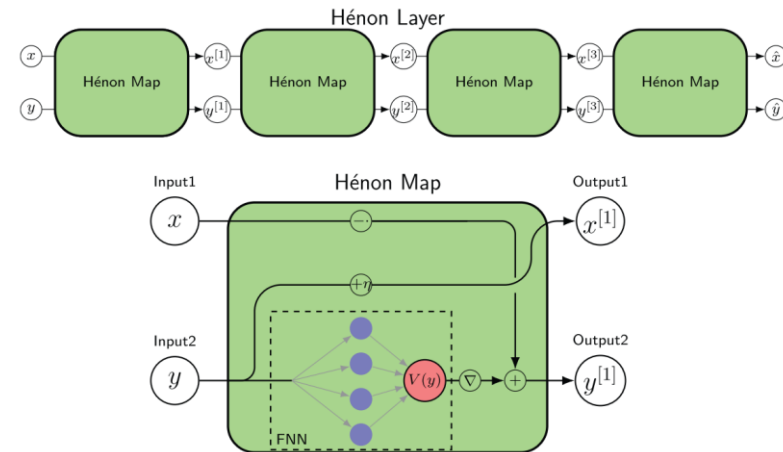 Hénon Layer
x Hénon Map x^[1] Hénon Map x^[2] Hénon Map x^[3] Hénon Map x̂
y y^[1] y^[2] y^[3] ŷ
Hénon Map
Input1 Output1
x −· x^[1]
+η
Input2 Output2
y V(y) ∇ + y^[1]
FNN